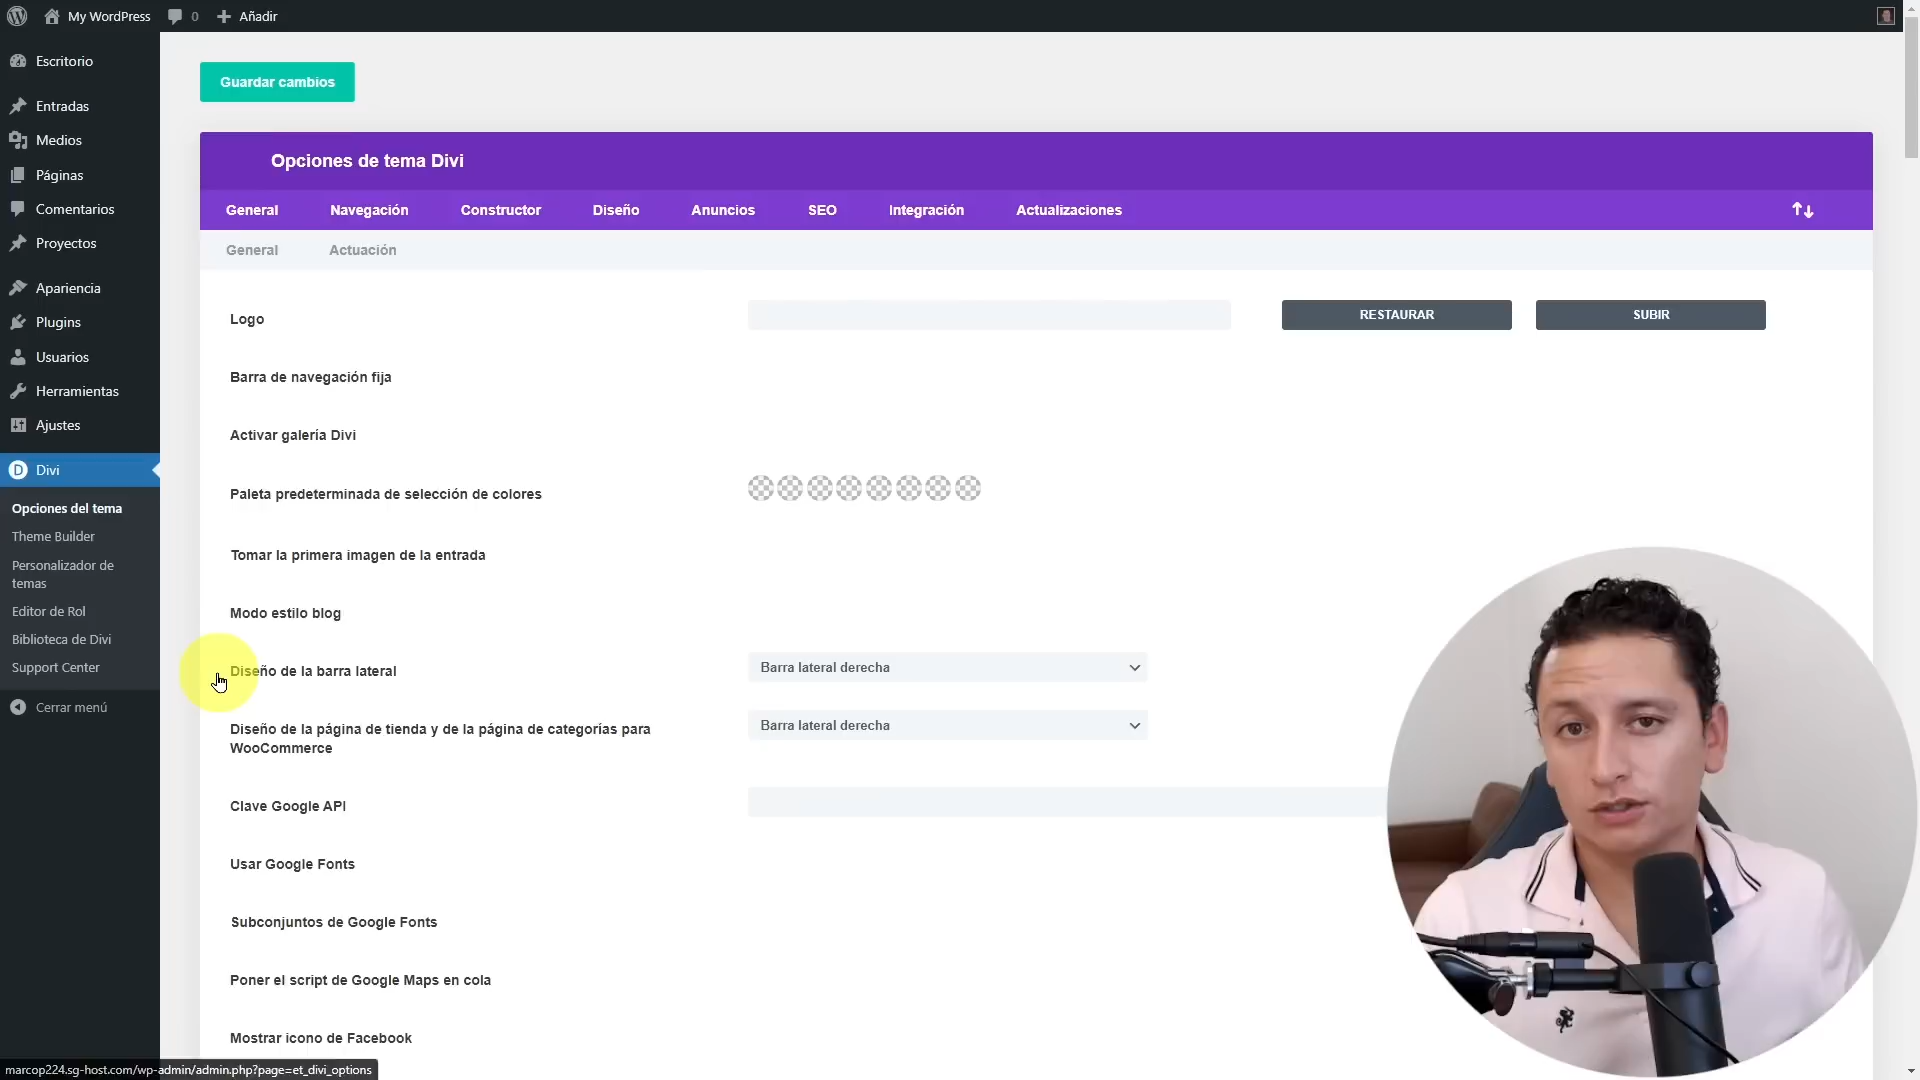 My WordPress
0
Añadir
Escritorio
Entradas
Medios
Páginas
Comentarios
Proyectos
Apariencia
Plugins
Usuarios
Herramientas
Ajustes
Divi
Opciones del tema
Theme Builder
Personalizador de
temas
Editor de Rol
Biblioteca de Divi
Support Center
Cerrar menú
Guardar cambios
Opciones de tema Divi
General Navegación Constructor Diseño Anuncios SEO Integración Actualizaciones
General Actuación
Logo
RESTAURAR SUBIR
Barra de navegación fija
Activar galería Divi
Paleta predeterminada de selección de colores
Tomar la primera imagen de la entrada
Modo estilo blog
Diseño de la barra lateral
Barra lateral derecha
Diseño de la página de tienda y de la página de categorías para
WooCommerce
Barra lateral derecha
Clave Google API
Usar Google Fonts
Subconjuntos de Google Fonts
Poner el script de Google Maps en cola
Mostrar icono de Facebook
marcop224.sg-host.com/wp-admin/admin.php?page=et_divi_options